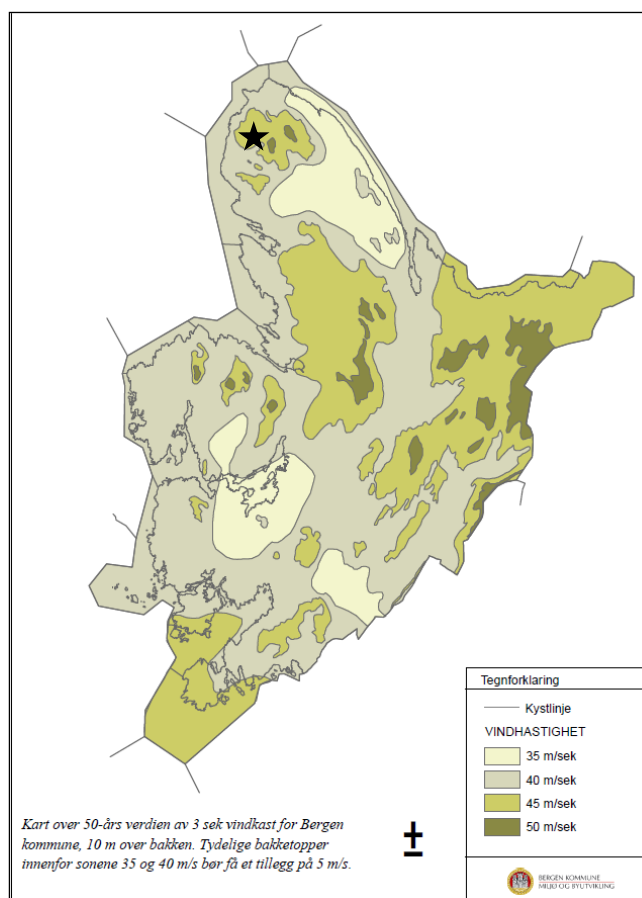 Tegnforklaring
Kystlinje
VINDHASTIGHET
35 m/sek
40 m/sek
45 m/sek
50 m/sek
Kart over 50-års verdien av 3 sek vindkast for Bergen
kommune, 10 m over bakken. Tydelige bakketopper
innenfor sonene 35 og 40 m/s bør få et tillegg på 5 m/s.
BERGEN KOMMUNE
MILJØ OG BYUTVIKLING